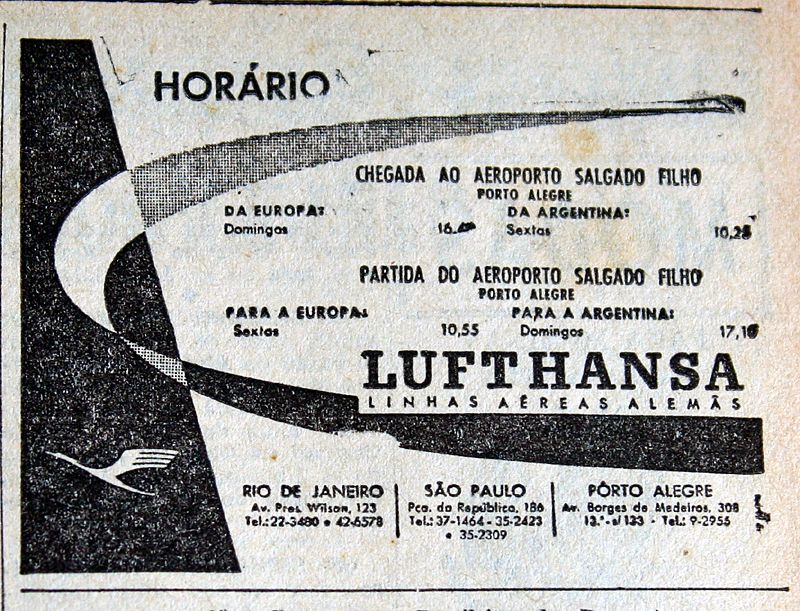 HORÁRIO
CHEGADA AO AEROPORTO SALGADO FILHO
PORTO ALEGRE
DA EUROPA: DA ARGENTINA:
Domingos 16. Sextas 10,25
PARTIDA DO AEROPORTO SALGADO FILHO
PORTO ALEGRE
PARA A EUROPA: PARA A ARGENTINA:
Sextas 10,55 Domingos 17,10
LUFTHANSA
LINHAS AÉREAS ALEMÃS
RIO DE JANEIRO
Av. Pres. Wilson, 123
Tel.: 22-3480 e 42-6578
SÃO PAULO
Pca. da República, 186
Tel.: 37-1464 - 35-2423
e 35-2309
PÔRTO ALEGRE
Av. Borges de Medeiros, 308
13.º s/133 - Tel.: 9-2955